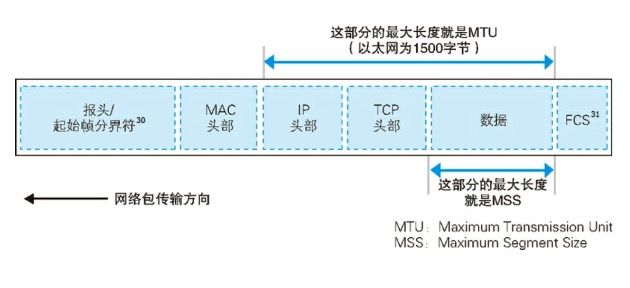 这部分的最大长度就是MTU
（以太网为1500字节）
报头/
起始帧分界符30
MAC
头部
IP
头部
TCP
头部
数据
FCS31
这部分的最大长度
就是MSS
网络包传输方向
MTU：Maximum Transmission Unit
MSS：Maximum Segment Size